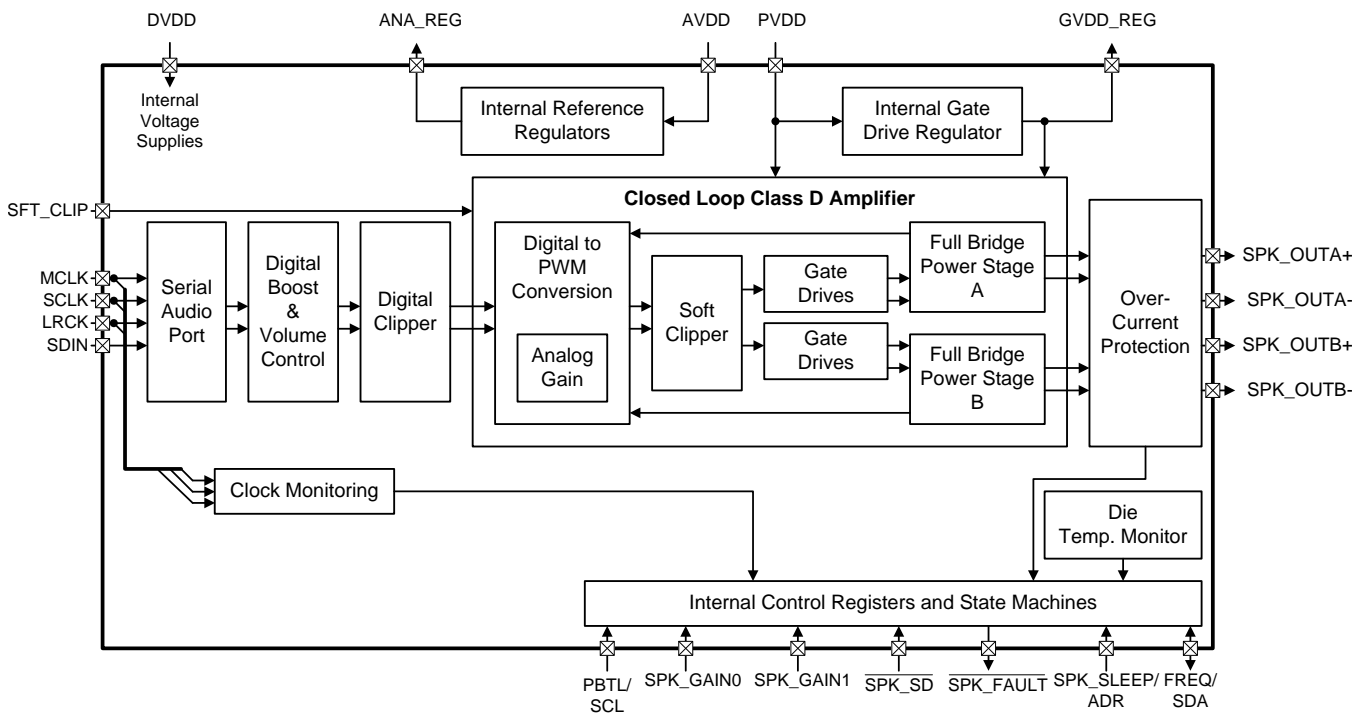 DVDD
ANA_REG
AVDD
PVDD
GVDD_REG
Internal
Voltage
Supplies
Internal Reference
Regulators
Internal Gate
Drive Regulator
SFT_CLIP
MCLK
SCLK
LRCK
SDIN
Serial
Audio
Port
Digital
Boost
&
Volume
Control
Digital
Clipper
Closed Loop Class D Amplifier
Digital to
PWM
Conversion
Analog
Gain
Soft
Clipper
Gate
Drives
Gate
Drives
Full Bridge
Power Stage
A
Full Bridge
Power Stage
B
Over-
Current
Protection
SPK_OUTA+
SPK_OUTA-
SPK_OUTB+
SPK_OUTB-
Clock Monitoring
Die
Temp. Monitor
Internal Control Registers and State Machines
PBTL/
SCL
SPK_GAIN0
SPK_GAIN1
SPK_SD
SPK_FAULT
SPK_SLEEP/
ADR
FREQ/
SDA